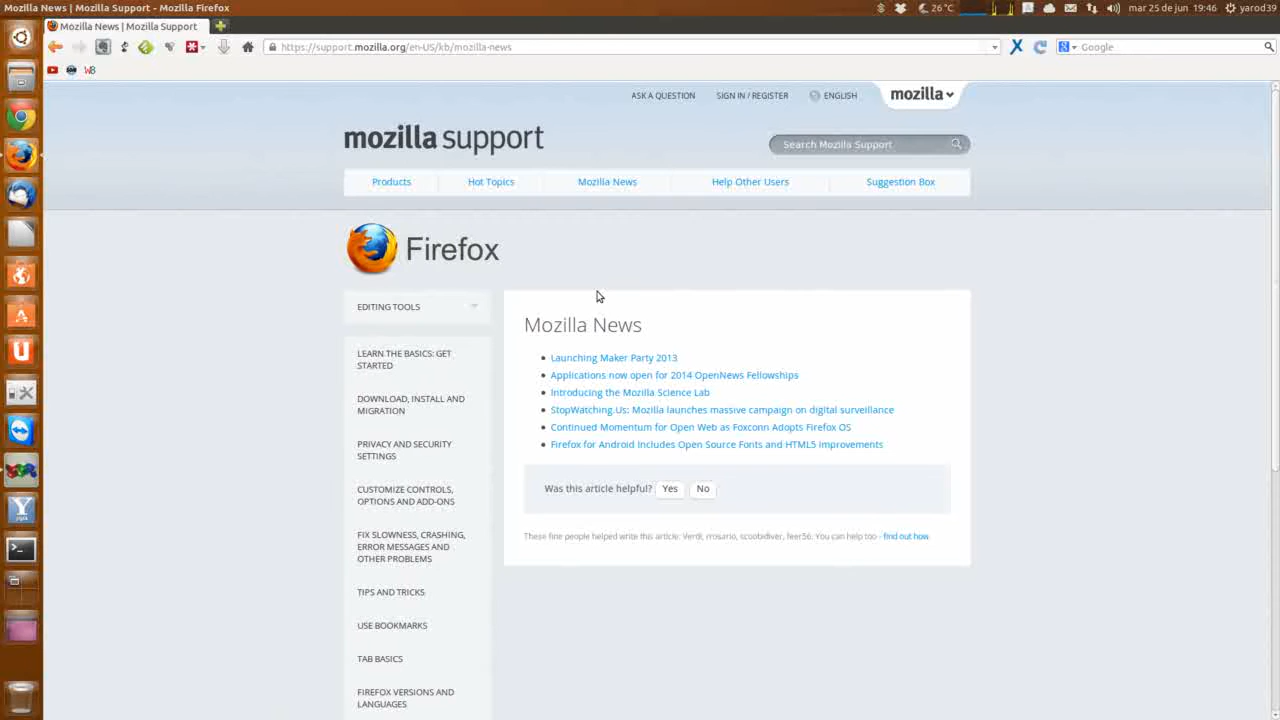 Mozilla News | Mozilla Support - Mozilla Firefox
26°C
mar 25 de jun 19:46
yarod39
Mozilla News | Mozilla Support
https://support.mozilla.org/en-US/kb/mozilla-news
Google
ASK A QUESTION
SIGN IN / REGISTER
ENGLISH
mozilla
mozilla support
Search Mozilla Support
Products
Hot Topics
Mozilla News
Help Other Users
Suggestion Box
Firefox
EDITING TOOLS
LEARN THE BASICS: GET
STARTED
DOWNLOAD, INSTALL AND
MIGRATION
PRIVACY AND SECURITY
SETTINGS
CUSTOMIZE CONTROLS,
OPTIONS AND ADD-ONS
FIX SLOWNESS, CRASHING,
ERROR MESSAGES AND
OTHER PROBLEMS
TIPS AND TRICKS
USE BOOKMARKS
TAB BASICS
FIREFOX VERSIONS AND
LANGUAGES
Mozilla News
Launching Maker Party 2013
Applications now open for 2014 OpenNews Fellowships
Introducing the Mozilla Science Lab
StopWatching.Us: Mozilla launches massive campaign on digital surveillance
Continued Momentum for Open Web as Foxconn Adopts Firefox OS
Firefox for Android Includes Open Source Fonts and HTML5 Improvements
Was this article helpful? Yes No
These fine people helped write this article: Verdi, rrosario, scoobidiver, feer56. You can help too - find out how